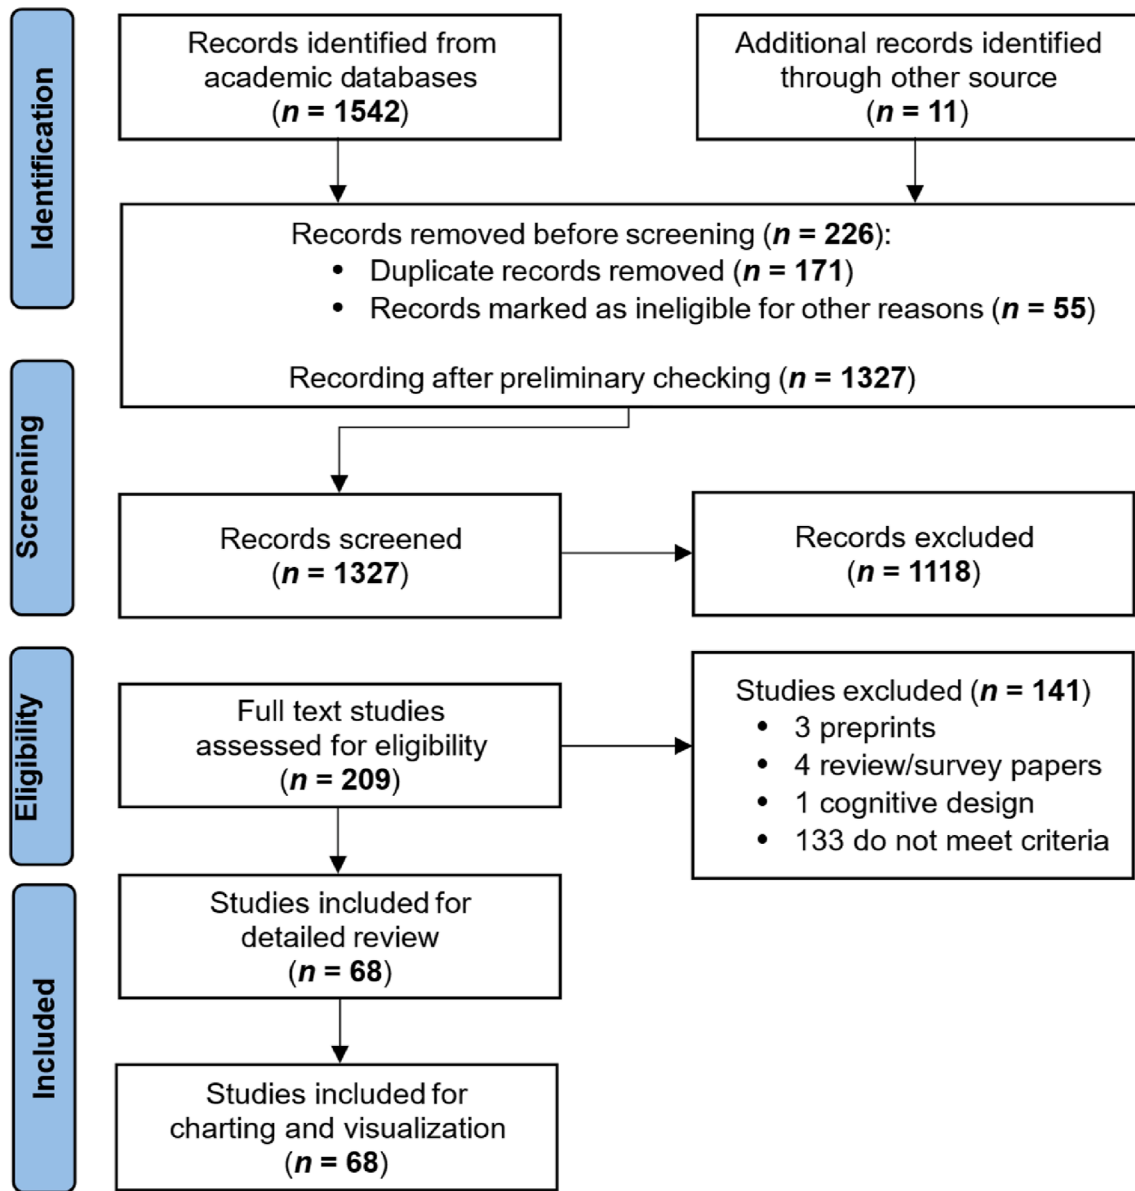 Identification
Records identified from
academic databases
(n = 1542)
Additional records identified
through other source
(n = 11)
Records removed before screening (n = 226):
• Duplicate records removed (n = 171)
• Records marked as ineligible for other reasons (n = 55)
Recording after preliminary checking (n = 1327)
Screening
Records screened
(n = 1327)
Records excluded
(n = 1118)
Eligibility
Full text studies
assessed for eligibility
(n = 209)
Studies excluded (n = 141)
• 3 preprints
• 4 review/survey papers
• 1 cognitive design
• 133 do not meet criteria
Included
Studies included for
detailed review
(n = 68)
Studies included for
charting and visualization
(n = 68)